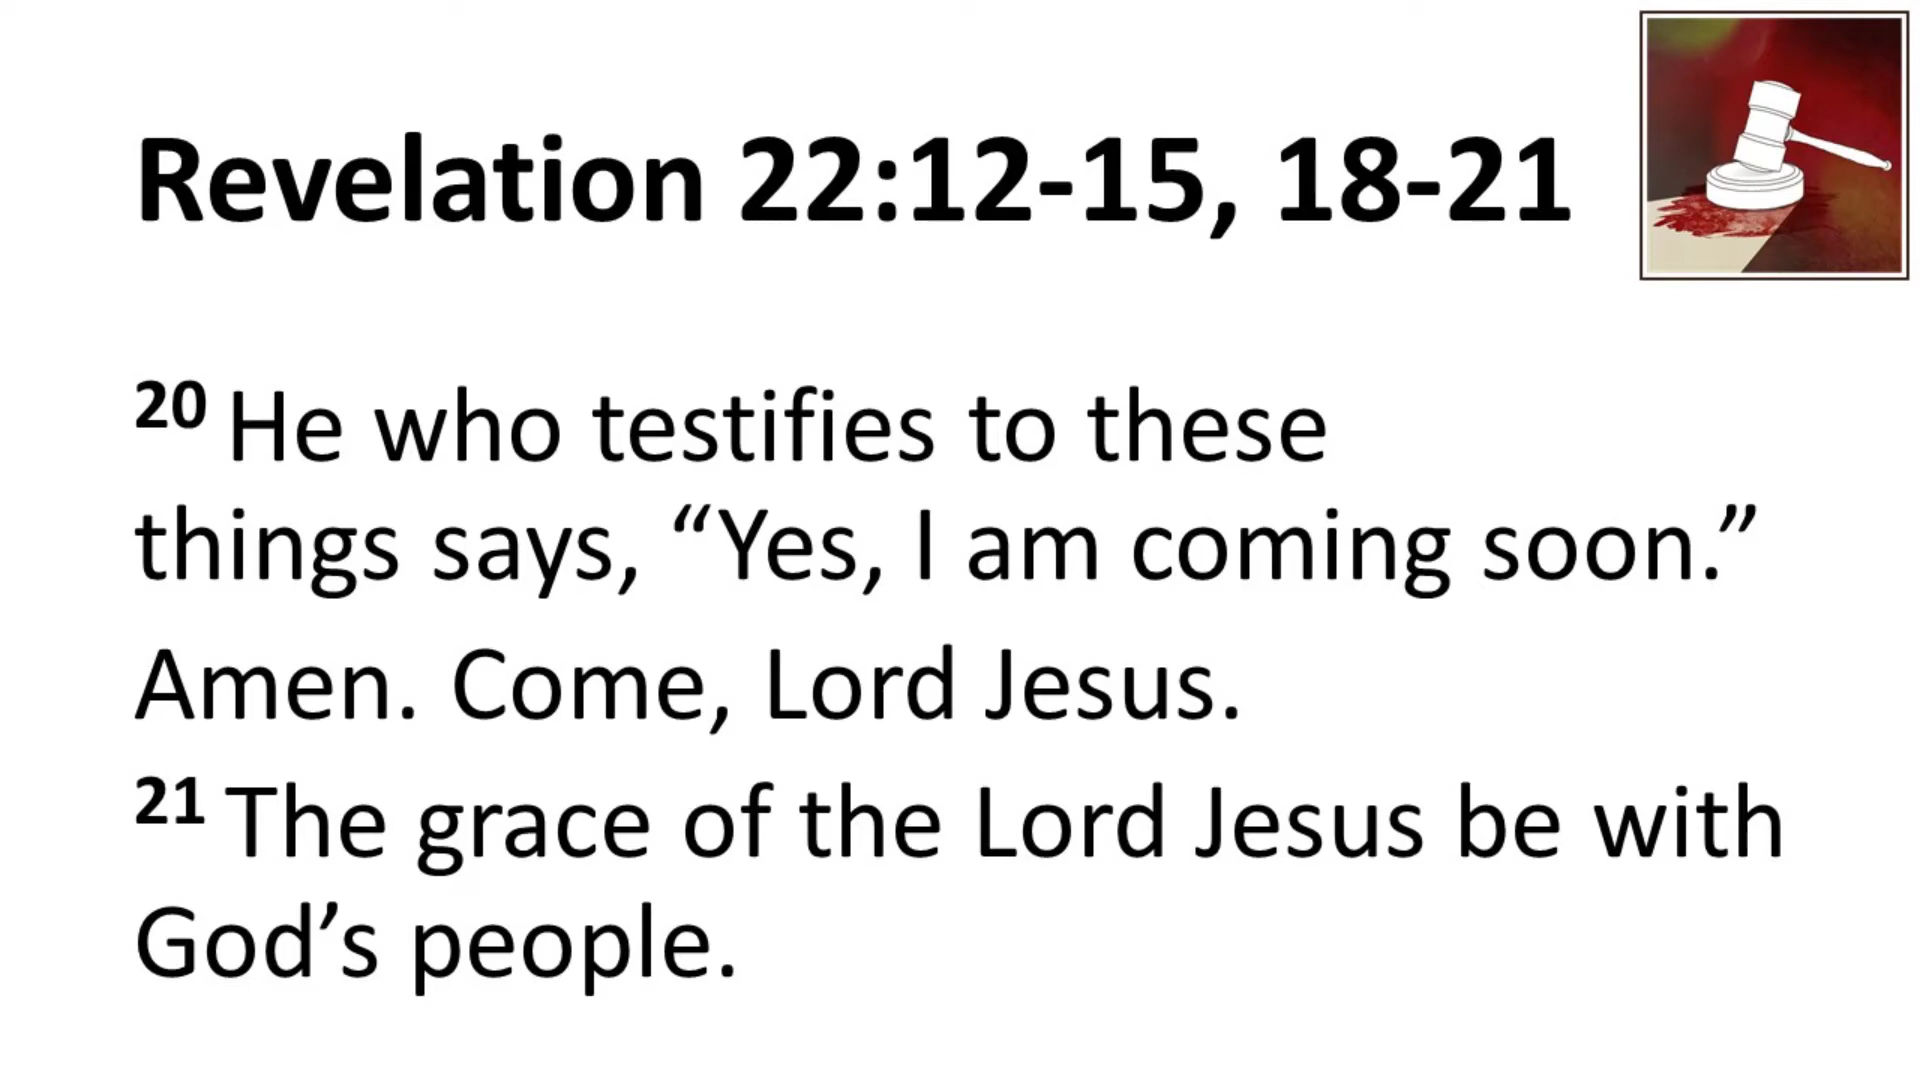 Revelation 22:12-15, 18-21
20 He who testifies to these
things says, “Yes, I am coming soon.”
Amen. Come, Lord Jesus.
21 The grace of the Lord Jesus be with
God’s people.